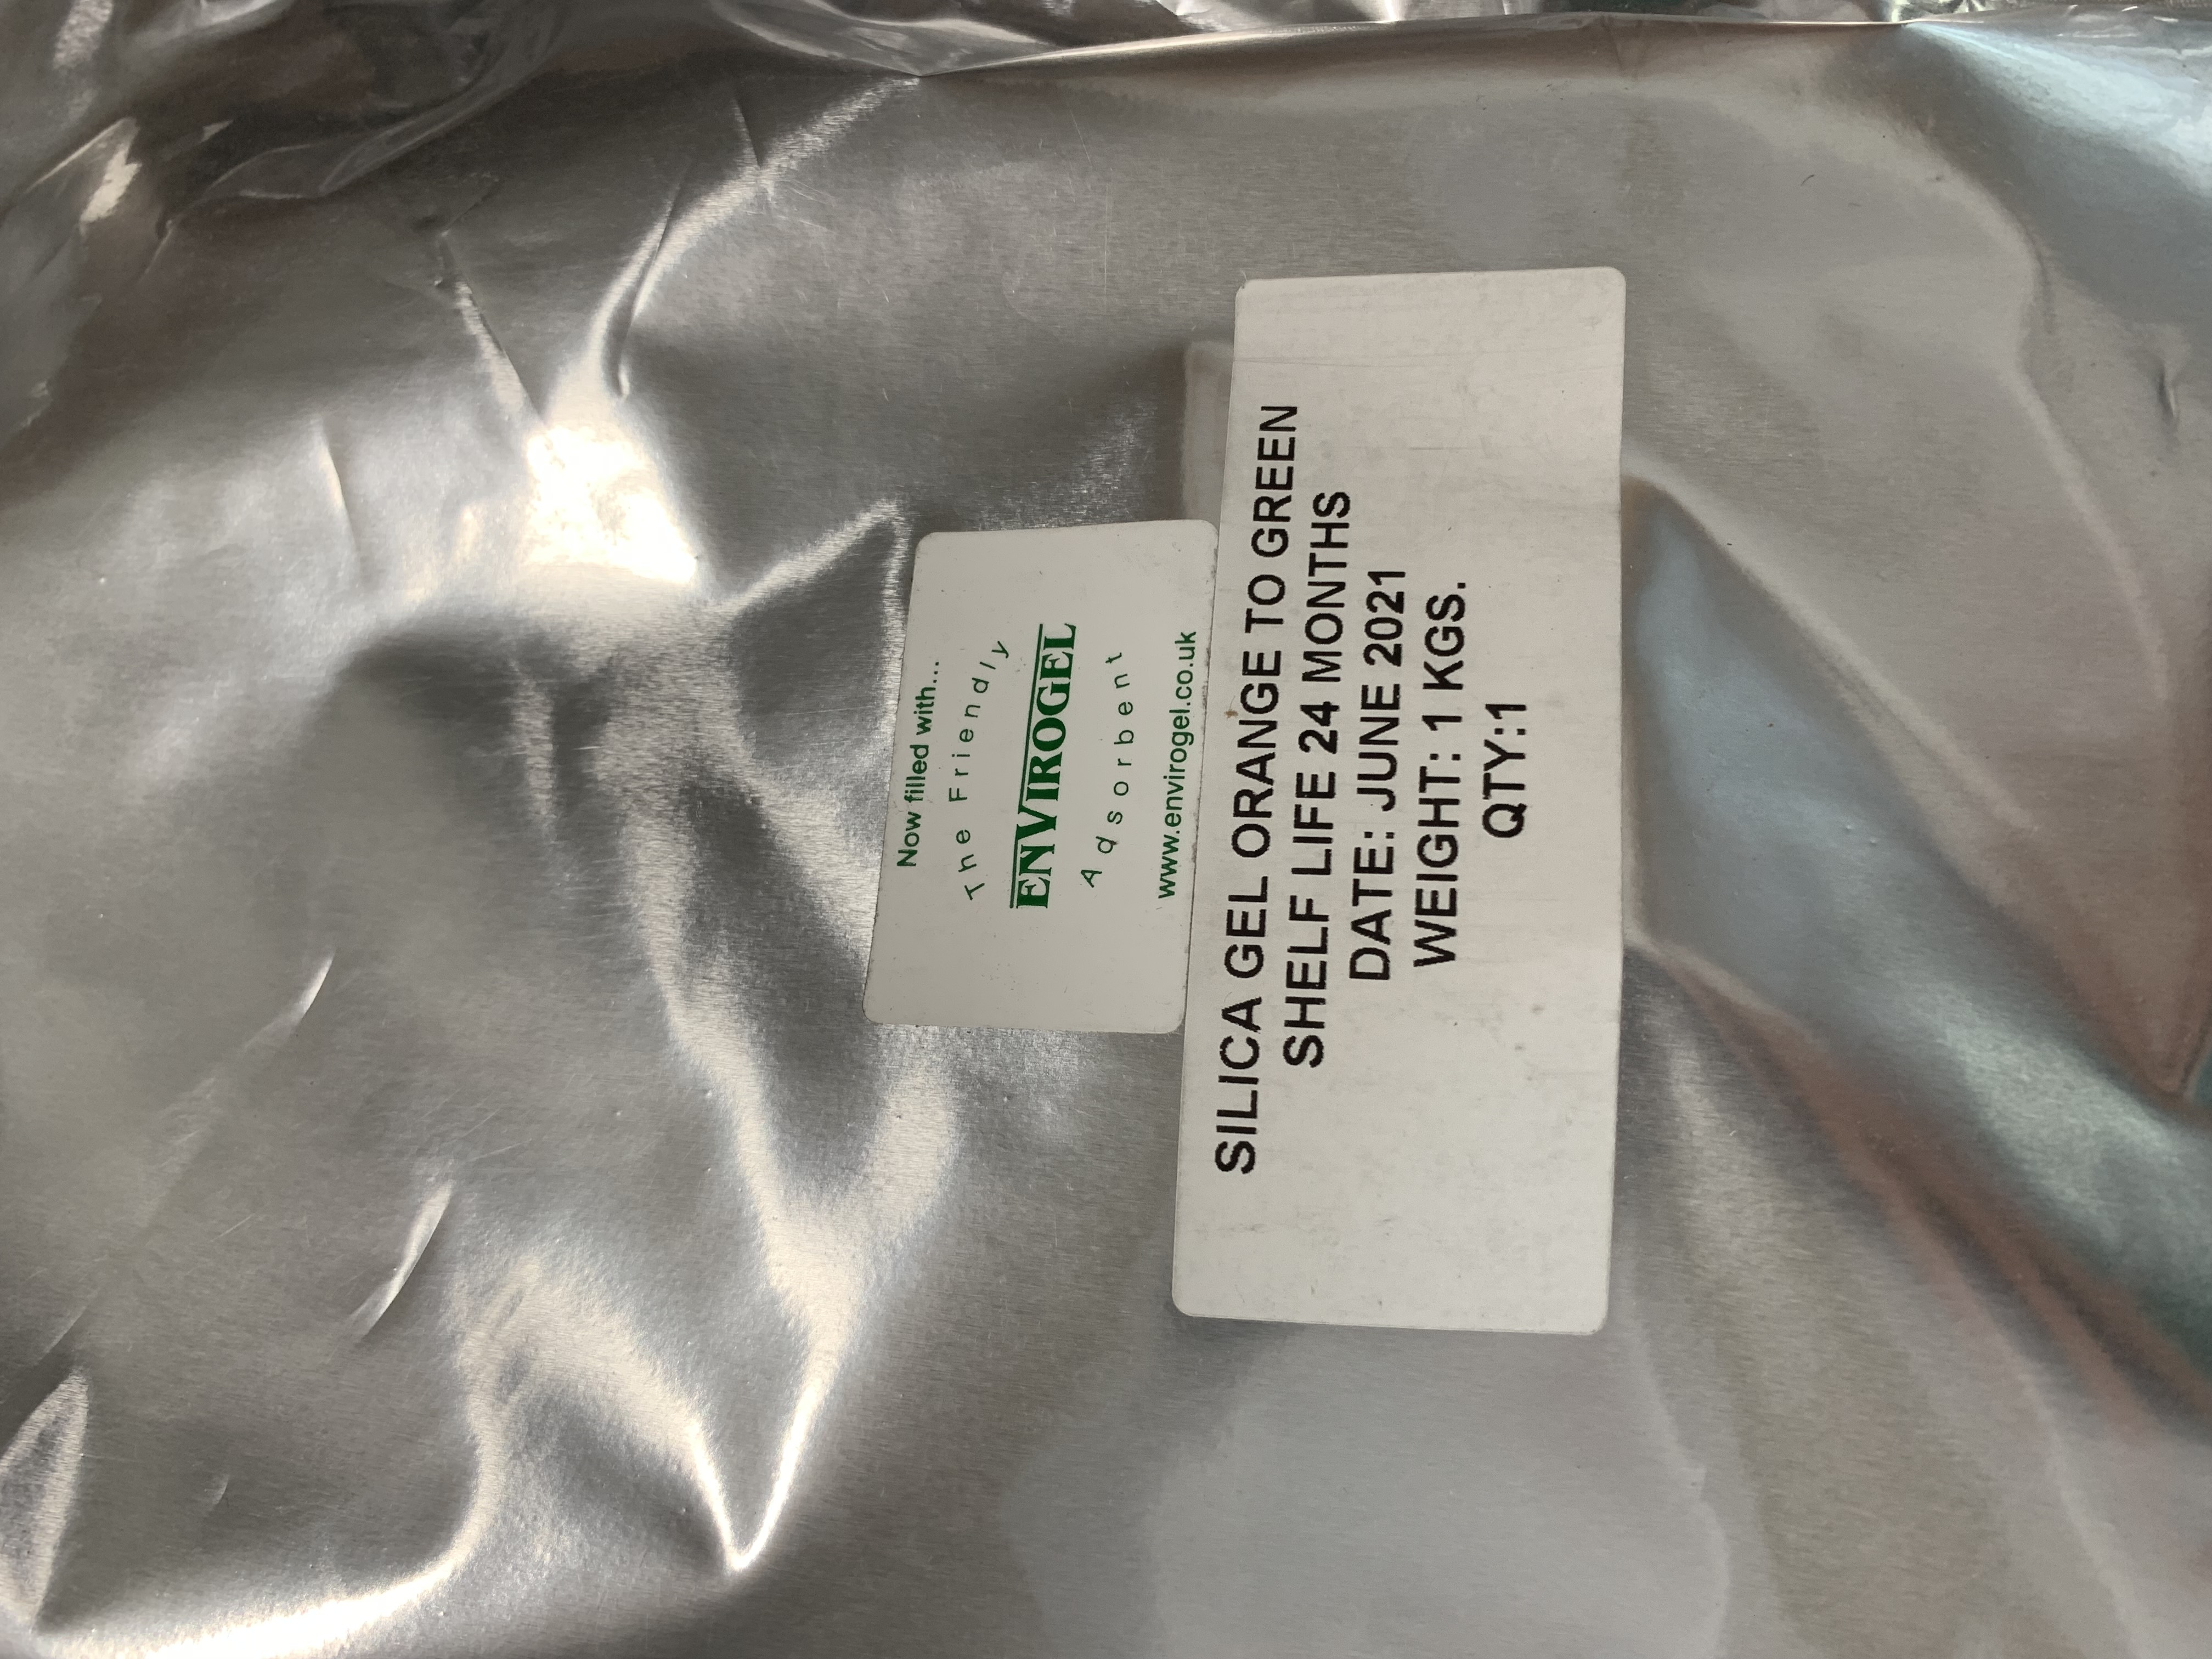 Now filled with...
The Friendly
ENVIROGEL
Adsorbent
www.envirogel.co.uk
SILICA GEL ORANGE TO GREEN
SHELF LIFE 24 MONTHS
DATE: JUNE 2021
WEIGHT: 1 KGS.
QTY:1